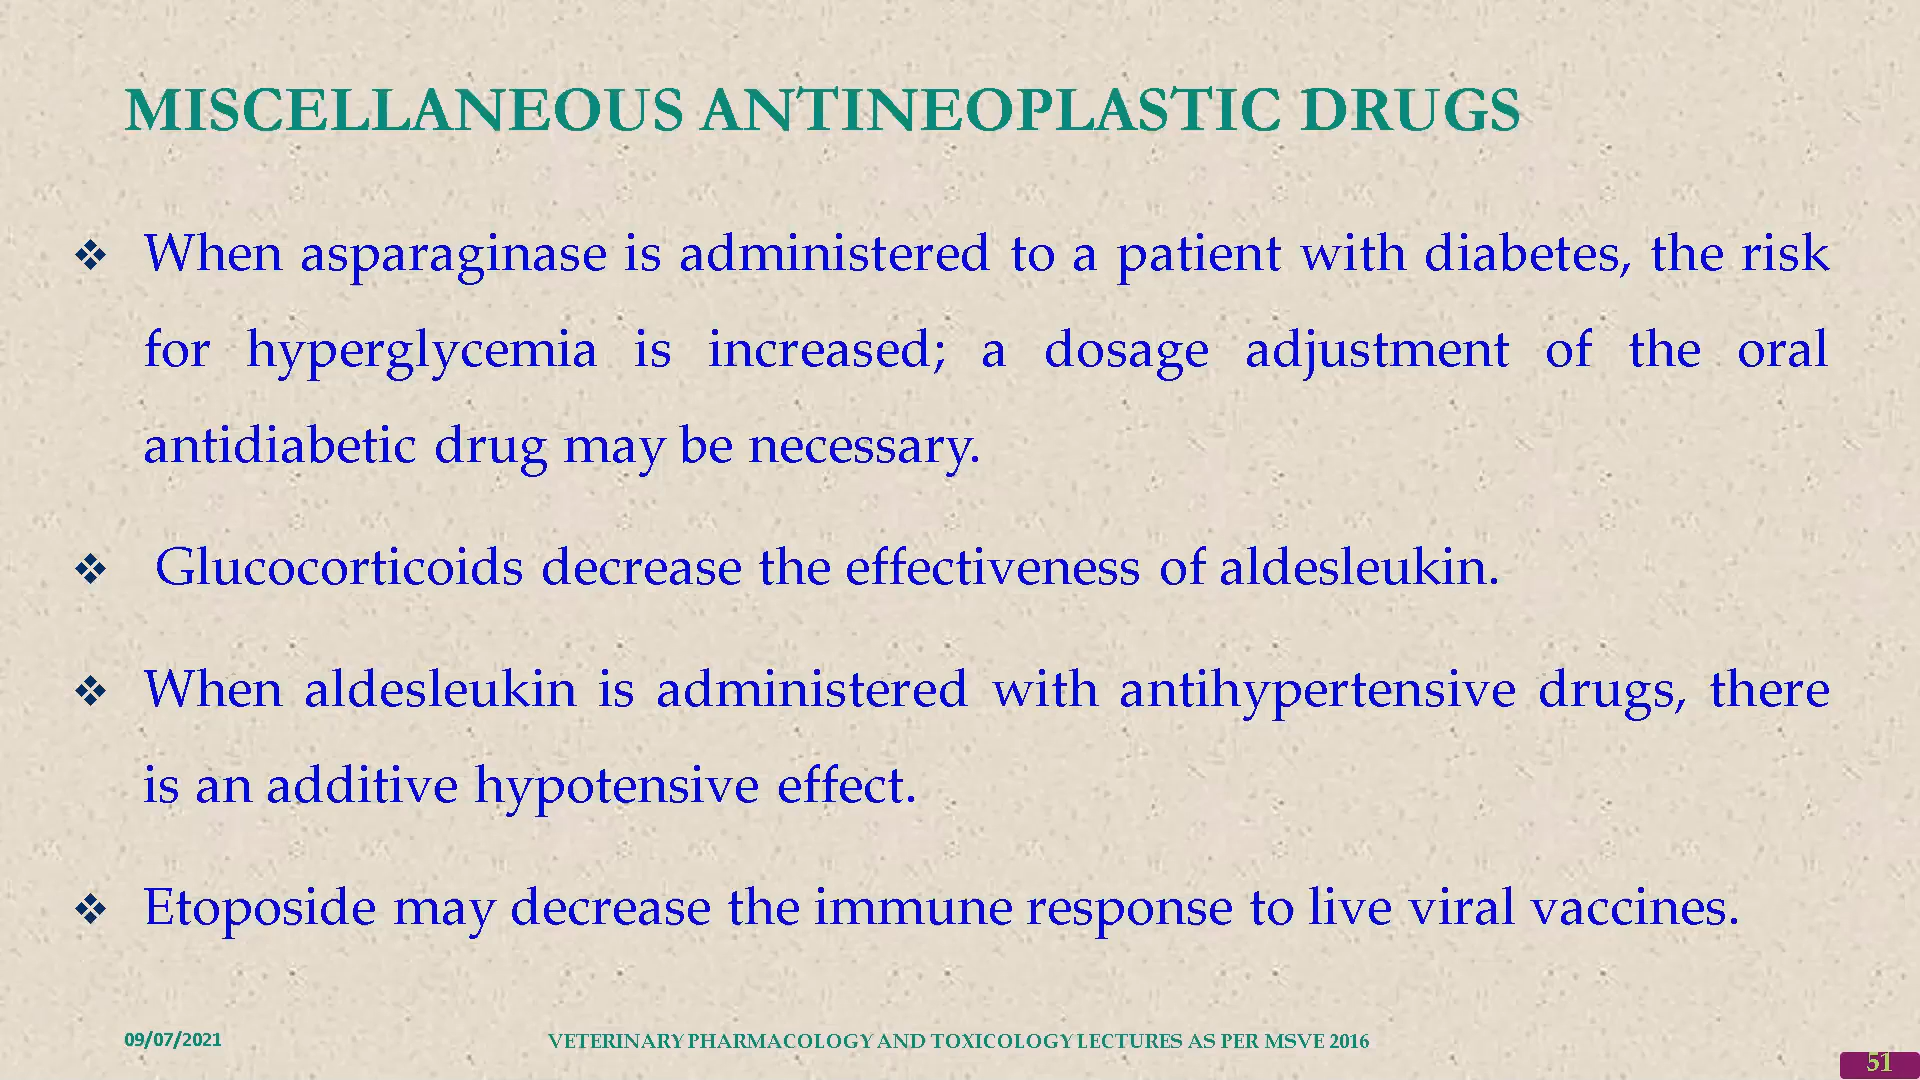 MISCELLANEOUS ANTINEOPLASTIC DRUGS
❖ When asparaginase is administered to a patient with diabetes, the risk
for hyperglycemia is increased; a dosage adjustment of the oral
antidiabetic drug may be necessary.
❖ Glucocorticoids decrease the effectiveness of aldesleukin.
❖ When aldesleukin is administered with antihypertensive drugs, there
is an additive hypotensive effect.
❖ Etoposide may decrease the immune response to live viral vaccines.
09/07/2021
VETERINARY PHARMACOLOGY AND TOXICOLOGY LECTURES AS PER MSVE 2016
51